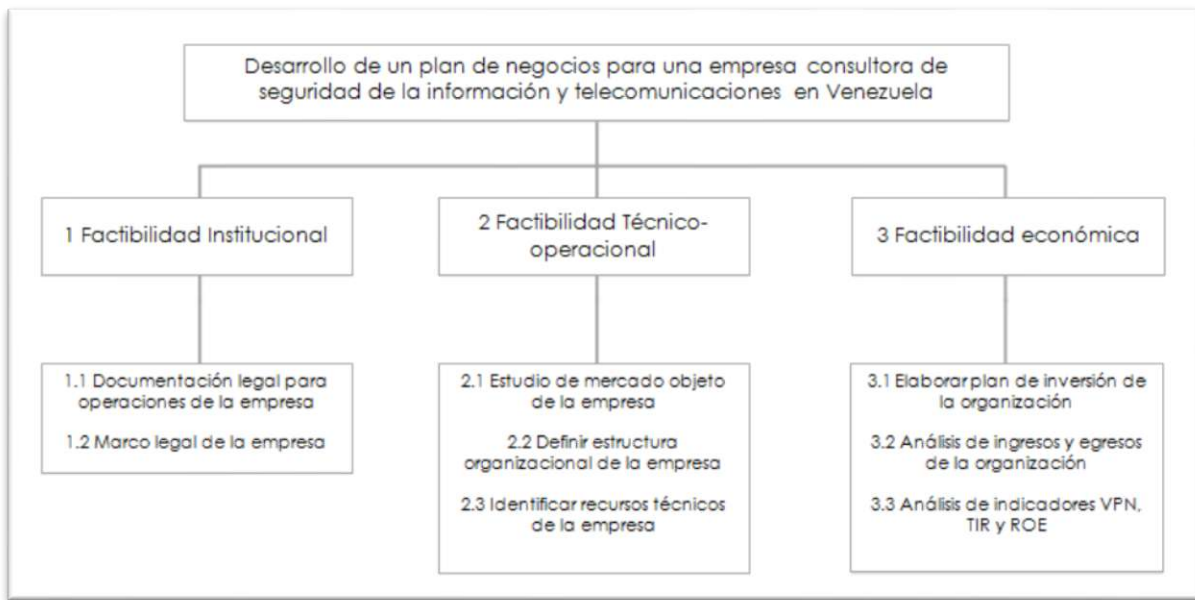 Desarrollo de un plan de negocios para una empresa consultora de
seguridad de la información y telecomunicaciones en Venezuela
1 Factibilidad Institucional
2 Factibilidad Técnico-
operacional
3 Factibilidad económica
1.1 Documentación legal para
operaciones de la empresa
1.2 Marco legal de la empresa
2.1 Estudio de mercado objeto
de la empresa
2.2 Definir estructura
organizacional de la empresa
2.3 Identificar recursos técnicos
de la empresa
3.1 Elaborar plan de inversión de
la organización
3.2 Análisis de ingresos y egresos
de la organización
3.3 Análisis de indicadores VPN,
TIR y ROE